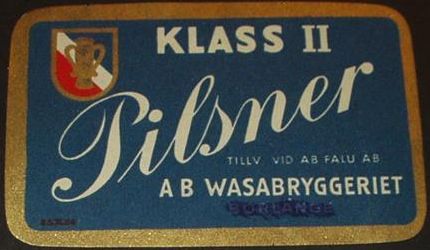 KLASS II
Pilsner
TILLV. VID AB FALU AB
A B WASABRYGGERIET
BORLÄNGE